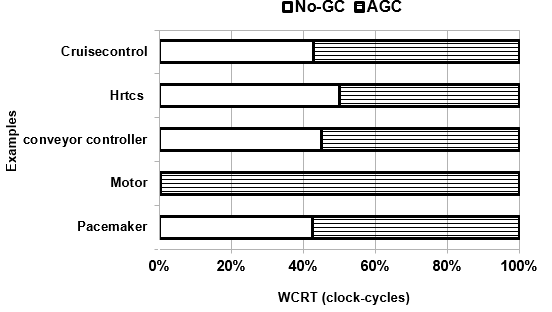 No-GC AGC
Cruisecontrol
Hrtcs
conveyor controller
Motor
Pacemaker
Examples
0% 20% 40% 60% 80% 100%
WCRT (clock-cycles)